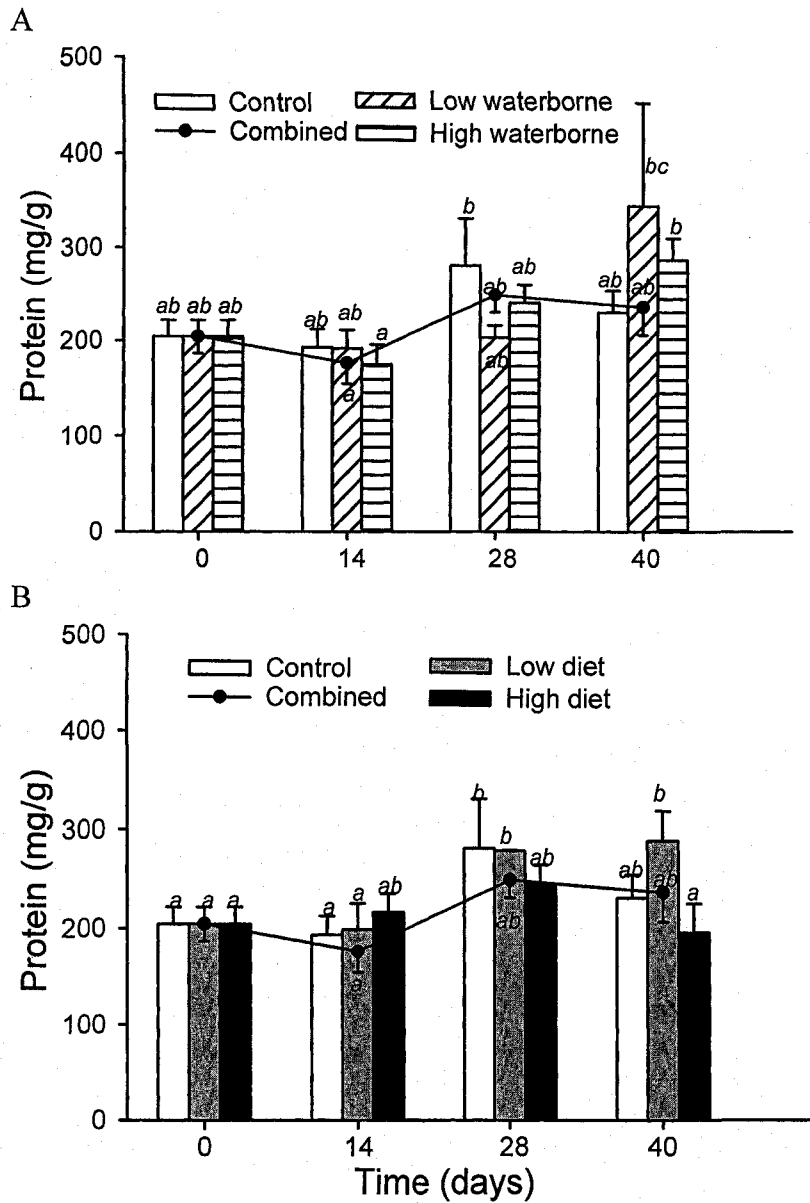 A
500
Control Low waterborne
Combined High waterborne
400
bc
b b
300
ab ab ab
ab ab ab ab ab
ab a
200
ab
a
100
0
0 14 28 40
Protein (mg/g)
B
500
Control Low diet
Combined High diet
400
b b
b
300
ab ab ab
a a a a a ab a
200
ab
a
100
0
0 14 28 40
Protein (mg/g)
Time (days)